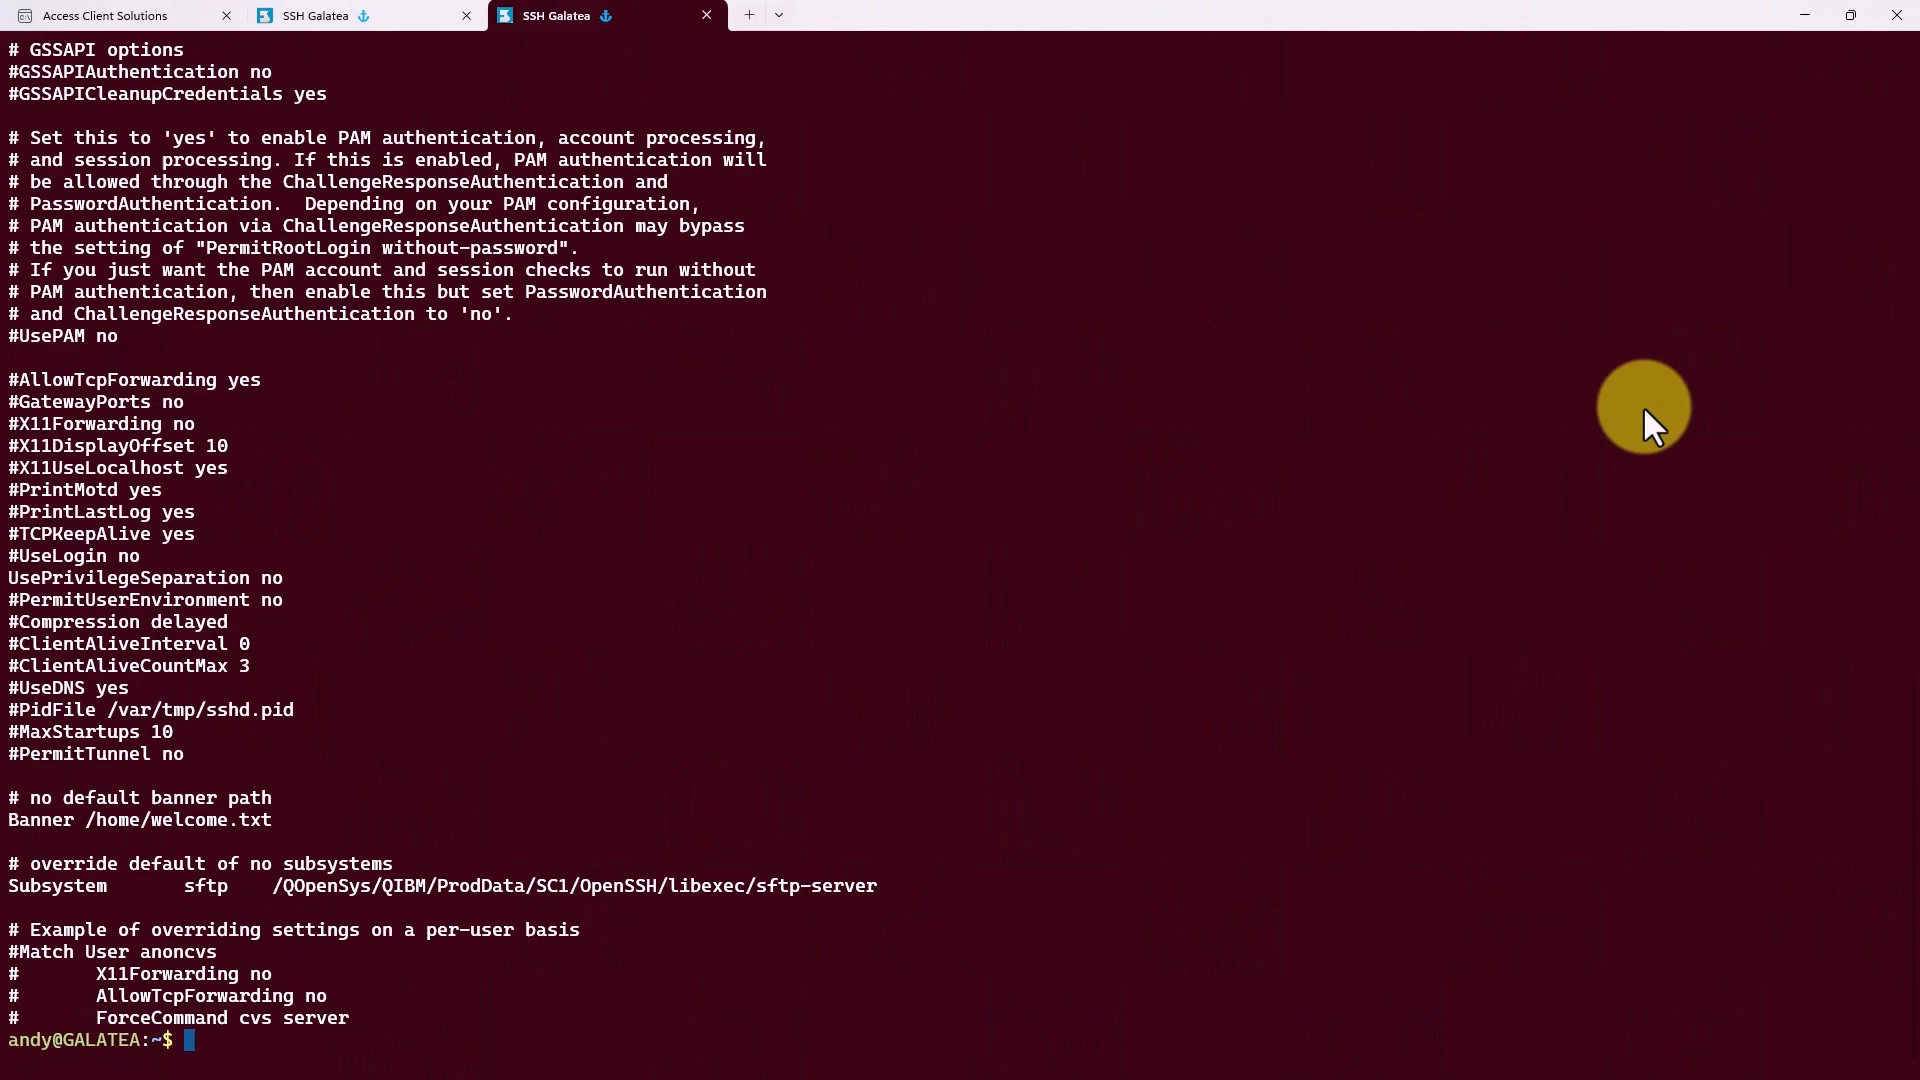 Access Client Solutions
SSH Galatea
SSH Galatea
# GSSAPI options
#GSSAPIAuthentication no
#GSSAPICleanupCredentials yes
# Set this to 'yes' to enable PAM authentication, account processing,
# and session processing. If this is enabled, PAM authentication will
# be allowed through the ChallengeResponseAuthentication and
# PasswordAuthentication.  Depending on your PAM configuration,
# PAM authentication via ChallengeResponseAuthentication may bypass
# the setting of "PermitRootLogin without-password".
# If you just want the PAM account and session checks to run without
# PAM authentication, then enable this but set PasswordAuthentication
# and ChallengeResponseAuthentication to 'no'.
#UsePAM no
#AllowTcpForwarding yes
#GatewayPorts no
#X11Forwarding no
#X11DisplayOffset 10
#X11UseLocalhost yes
#PrintMotd yes
#PrintLastLog yes
#TCPKeepAlive yes
#UseLogin no
UsePrivilegeSeparation no
#PermitUserEnvironment no
#Compression delayed
#ClientAliveInterval 0
#ClientAliveCountMax 3
#UseDNS yes
#PidFile /var/tmp/sshd.pid
#MaxStartups 10
#PermitTunnel no
# no default banner path
Banner /home/welcome.txt
# override default of no subsystems
Subsystem       sftp    /QOpenSys/QIBM/ProdData/SC1/OpenSSH/libexec/sftp-server
# Example of overriding settings on a per-user basis
#Match User anoncvs
#       X11Forwarding no
#       AllowTcpForwarding no
#       ForceCommand cvs server
andy@GALATEA:~$